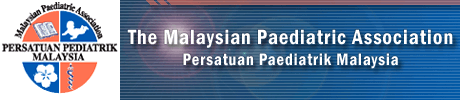 Malaysian Paediatric Association
PERSATUAN PEDIATRIK
MALAYSIA
The Malaysian Paediatric Association
Persatuan Paediatrik Malaysia